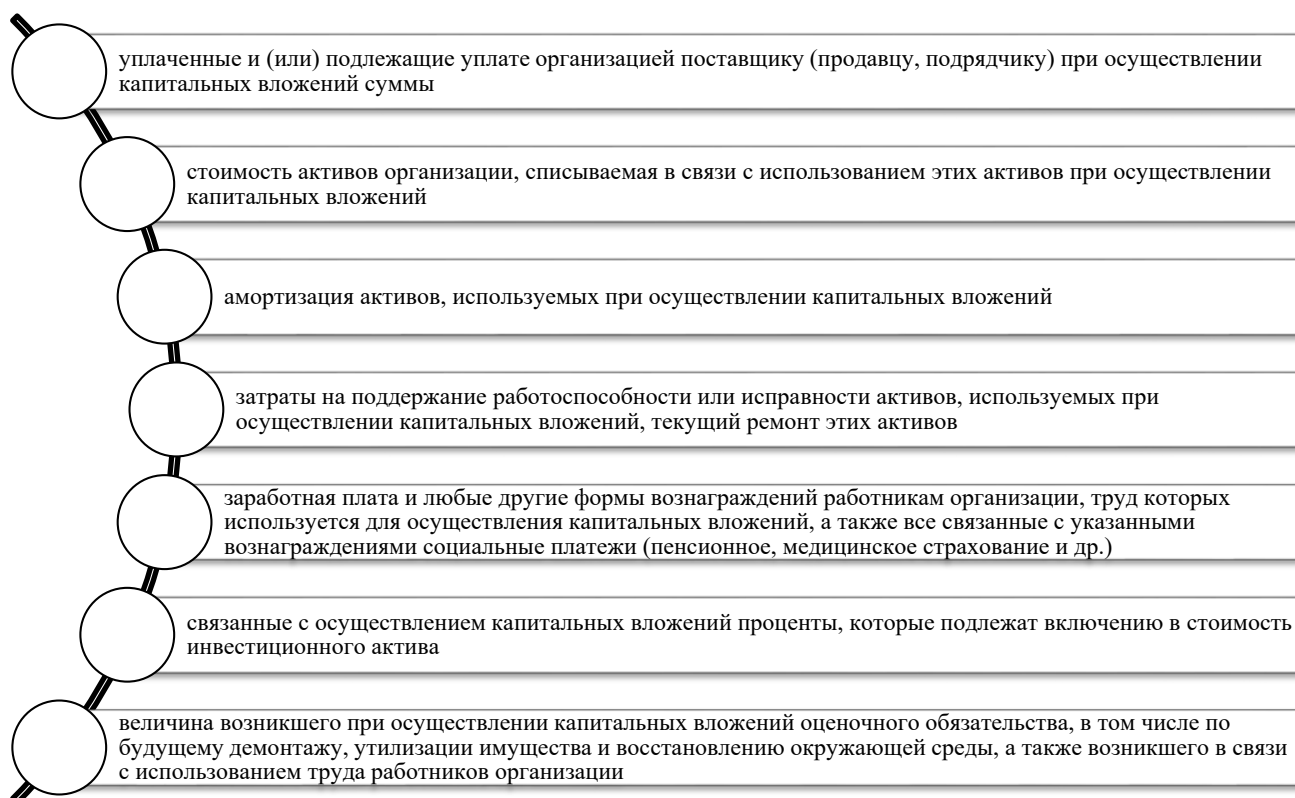 уплаченные и (или) подлежащие уплате организацией поставщику (продавцу, подрядчику) при осуществлении
капитальных вложений суммы
стоимость активов организации, списываемая в связи с использованием этих активов при осуществлении
капитальных вложений
амортизация активов, используемых при осуществлении капитальных вложений
затраты на поддержание работоспособности или исправности активов, используемых при
осуществлении капитальных вложений, текущий ремонт этих активов
заработная плата и любые другие формы вознаграждений работникам организации, труд которых
используется для осуществления капитальных вложений, а также все связанные с указанными
вознаграждениями социальные платежи (пенсионное, медицинское страхование и др.)
связанные с осуществлением капитальных вложений проценты, которые подлежат включению в стоимость
инвестиционного актива
величина возникшего при осуществлении капитальных вложений оценочного обязательства, в том числе по
будущему демонтажу, утилизации имущества и восстановлению окружающей среды, а также возникшего в связи
с использованием труда работников организации